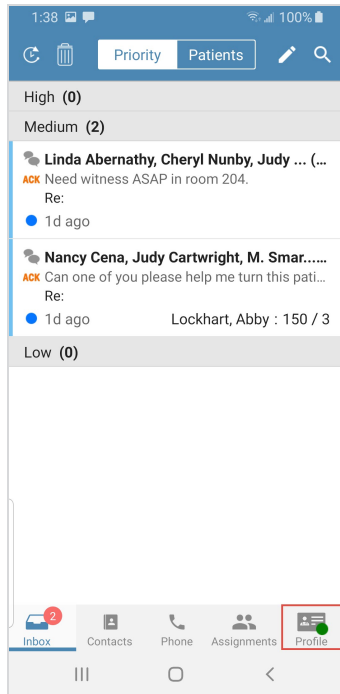 1:38 100%
Priority Patients
High (0)
Medium (2)
Linda Abernathy, Cheryl Nunby, Judy ... (...
ACK Need witness ASAP in room 204.
Re:
1d ago
Nancy Cena, Judy Cartwright, M. Smar......
ACK Can one of you please help me turn this pati...
Re:
1d ago Lockhart, Abby : 150 / 3
Low (0)
2
Inbox Contacts Phone Assignments Profile